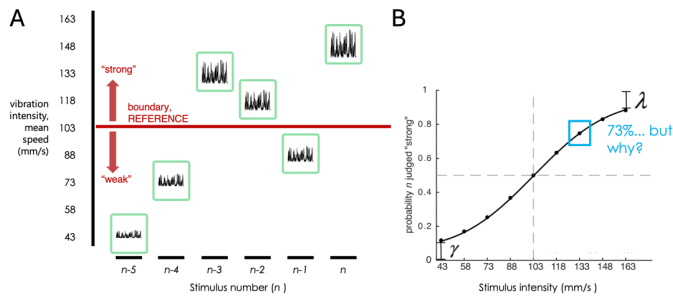 A
163
148
133
118
103
88
73
58
43
vibration
intensity,
mean
speed
(mm/s)
"strong"
boundary,
REFERENCE
"weak"
n-5 n-4 n-3 n-2 n-1 n
Stimulus number (n )
B
1
0.8
0.6
0.4
0.2
0
probability n judged "strong"
λ
73%... but
why?
γ
43 58 73 88 103 118 133 148 163
Stimulus intensity (mm/s)